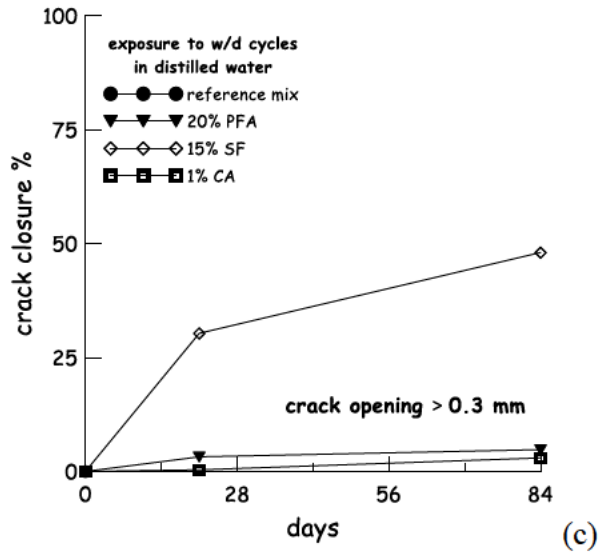 100
exposure to w/d cycles
in distilled water
reference mix
20% PFA
75
15% SF
1% CA
crack closure %
50
25
crack opening > 0.3 mm
0
0 28 56 84
days
(c)